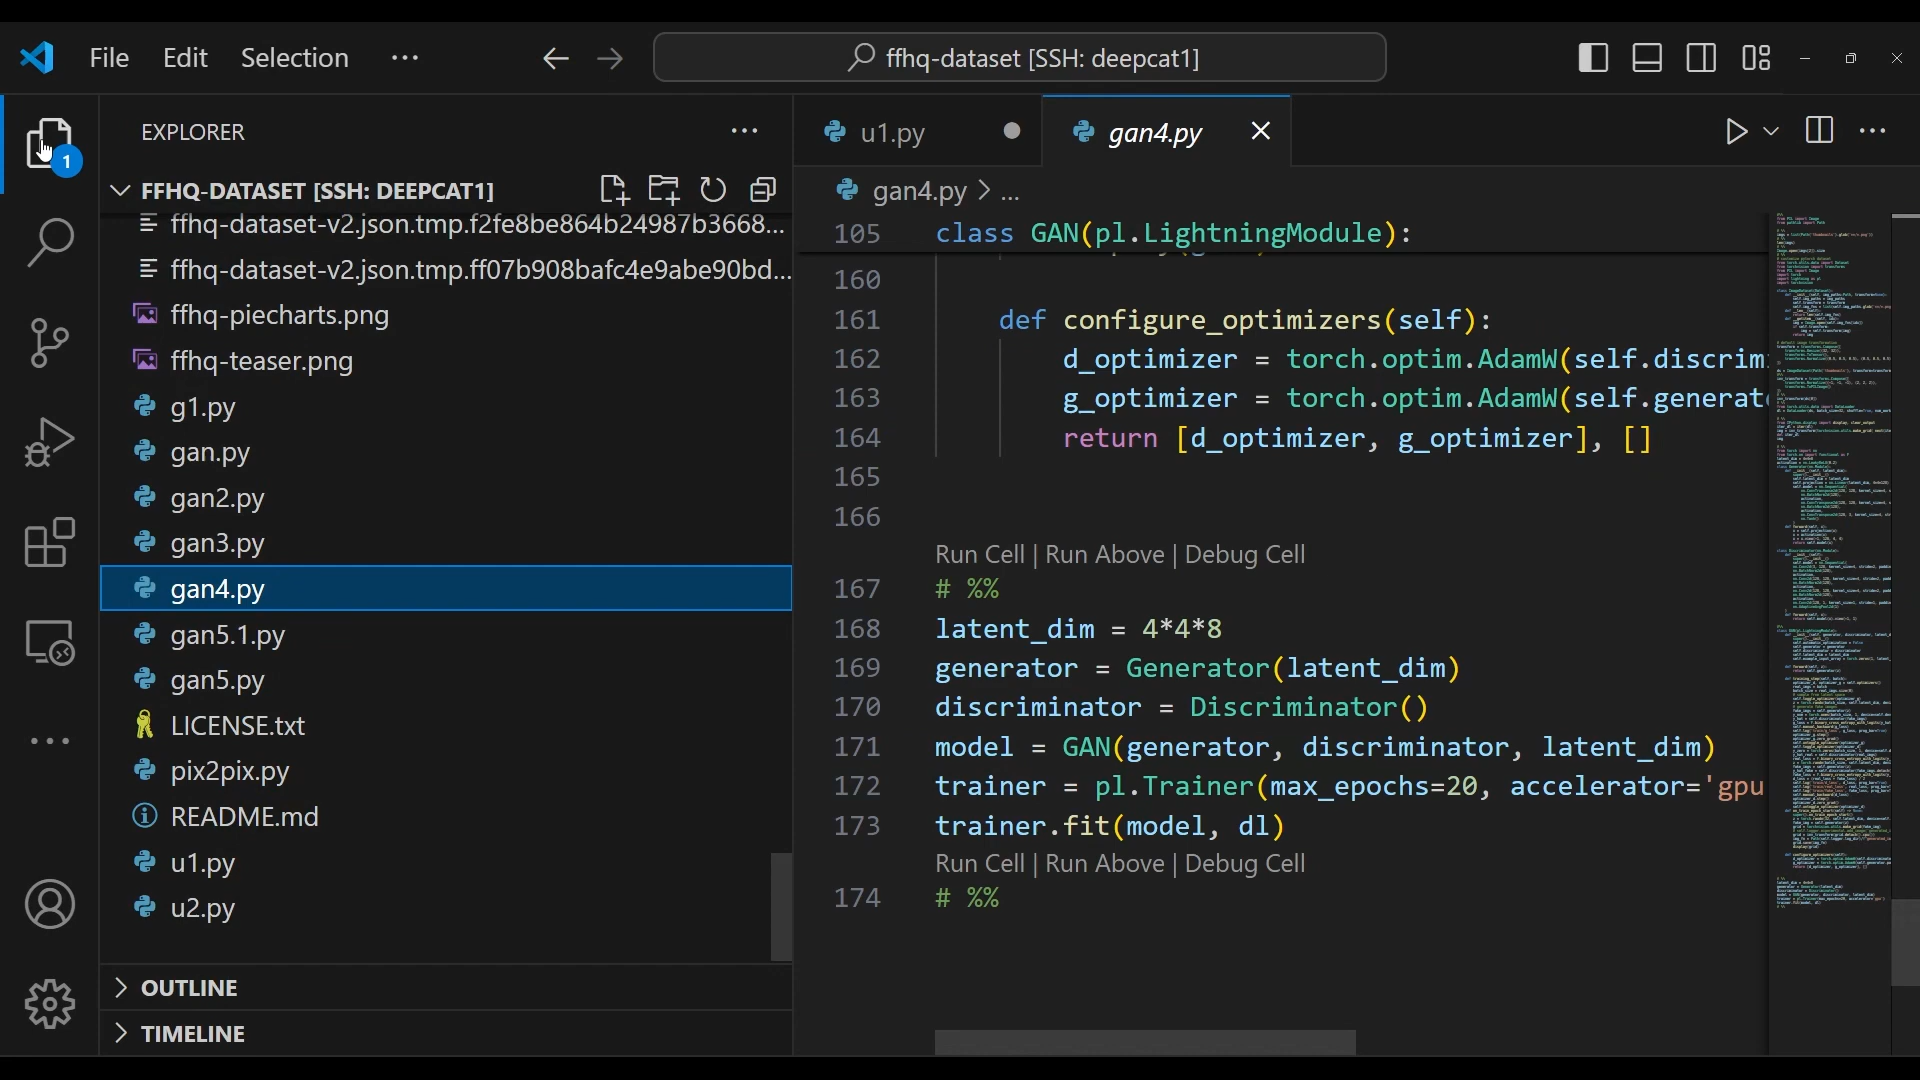 File Edit Selection ···
ffhq-dataset [SSH: deepcat1]
1
EXPLORER
FFHQ-DATASET [SSH: DEEPCAT1]
ffhq-dataset-v2.json.tmp.f2fe8be864b24987b3668...
ffhq-dataset-v2.json.tmp.ff07b908bafc4e9abe90bd...
ffhq-piecharts.png
ffhq-teaser.png
g1.py
gan.py
gan2.py
gan3.py
gan4.py
gan5.1.py
gan5.py
LICENSE.txt
pix2pix.py
README.md
u1.py
u2.py
OUTLINE
TIMELINE
u1.py gan4.py
gan4.py > ...
105 class GAN(pl.LightningModule):
160
161 def configure_optimizers(self):
162 d_optimizer = torch.optim.AdamW(self.discrim
163 g_optimizer = torch.optim.AdamW(self.generat
164 return [d_optimizer, g_optimizer], []
165
166
Run Cell | Run Above | Debug Cell
167 # %%
168 latent_dim = 4*4*8
169 generator = Generator(latent_dim)
170 discriminator = Discriminator()
171 model = GAN(generator, discriminator, latent_dim)
172 trainer = pl.Trainer(max_epochs=20, accelerator='gpu
173 trainer.fit(model, dl)
Run Cell | Run Above | Debug Cell
174 # %%